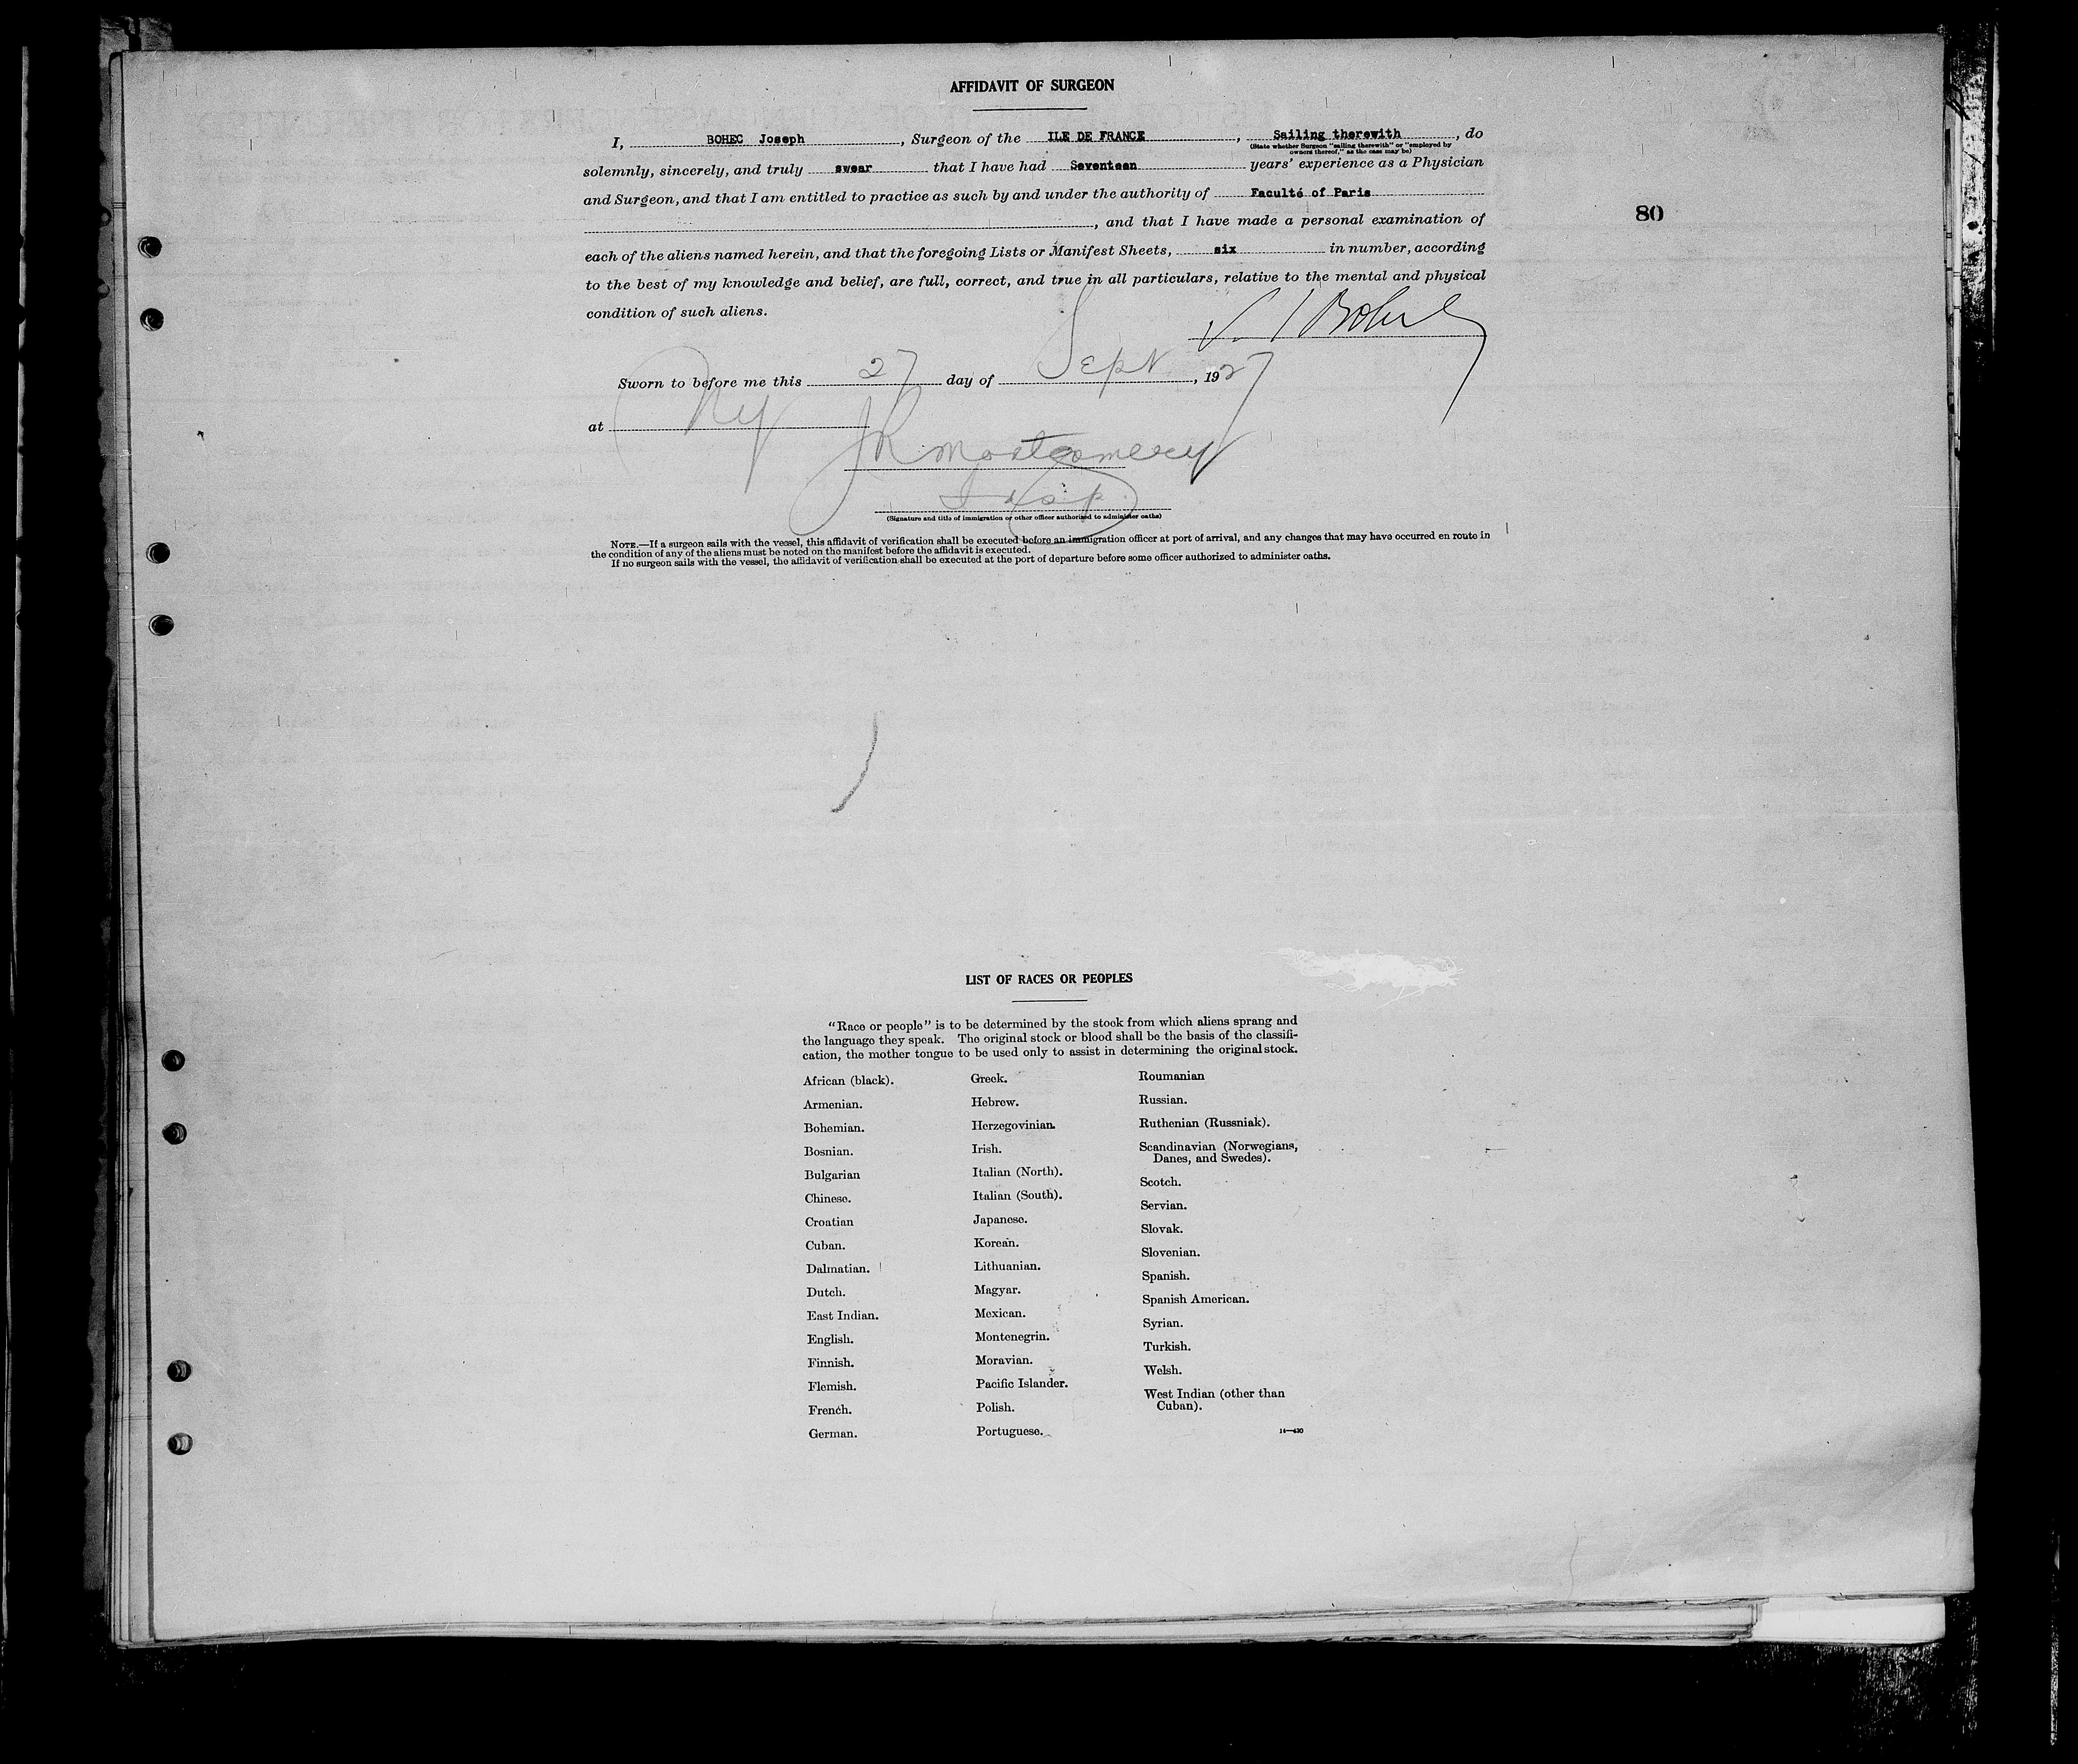 AFFIDAVIT OF SURGEON
I, BOHEC Joseph, Surgeon of the ILE DE FRANCE, Sailing therewith, do
(State whether Surgeon "sailing therewith" or "employed by
owners thereof," as the case may be)
solemnly, sincerely, and truly swear that I have had Seventeen years' experience as a Physician
and Surgeon, and that I am entitled to practice as such by and under the authority of Faculté of Paris
80
, and that I have made a personal examination of
each of the aliens named herein, and that the foregoing Lists or Manifest Sheets, six in number, according
to the best of my knowledge and belief, are full, correct, and true in all particulars, relative to the mental and physical
condition of such aliens.
Bohec
Sworn to before me this 27 day of Sept, 1927
at NY
JR Montgomery
Insp
(Signature and title of immigration or other officer authorized to administer oaths)
NOTE.—If a surgeon sails with the vessel, this affidavit of verification shall be executed before an immigration officer at port of arrival, and any changes that may have occurred en route in
the condition of any of the aliens must be noted on the manifest before the affidavit is executed.
If no surgeon sails with the vessel, the affidavit of verification shall be executed at the port of departure before some officer authorized to administer oaths.
LIST OF RACES OR PEOPLES
"Race or people" is to be determined by the stock from which aliens sprang and
the language they speak. The original stock or blood shall be the basis of the classifi-
cation, the mother tongue to be used only to assist in determining the original stock.
African (black).
Armenian.
Bohemian.
Bosnian.
Bulgarian
Chinese.
Croatian
Cuban.
Dalmatian.
Dutch.
East Indian.
English.
Finnish.
Flemish.
French.
German.
Greek.
Hebrew.
Herzegovinian.
Irish.
Italian (North).
Italian (South).
Japanese.
Korean.
Lithuanian.
Magyar.
Mexican.
Montenegrin.
Moravian.
Pacific Islander.
Polish.
Portuguese.
Roumanian
Russian.
Ruthenian (Russniak).
Scandinavian (Norwegians,
Danes, and Swedes).
Scotch.
Servian.
Slovak.
Slovenian.
Spanish.
Spanish American.
Syrian.
Turkish.
Welsh.
West Indian (other than
Cuban).
14—430